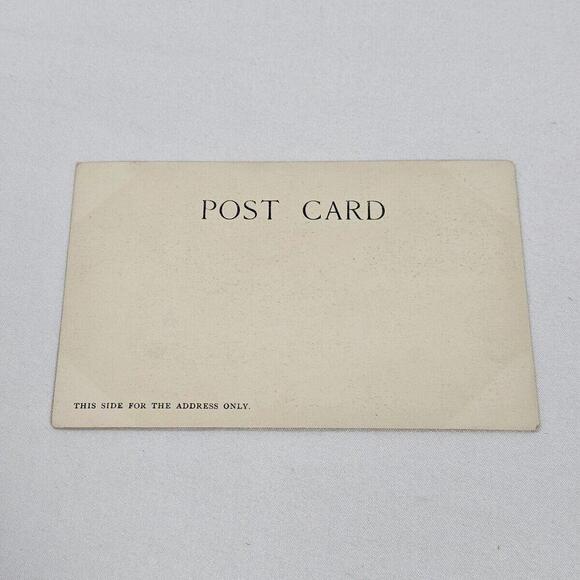 POST CARD
THIS SIDE FOR THE ADDRESS ONLY.